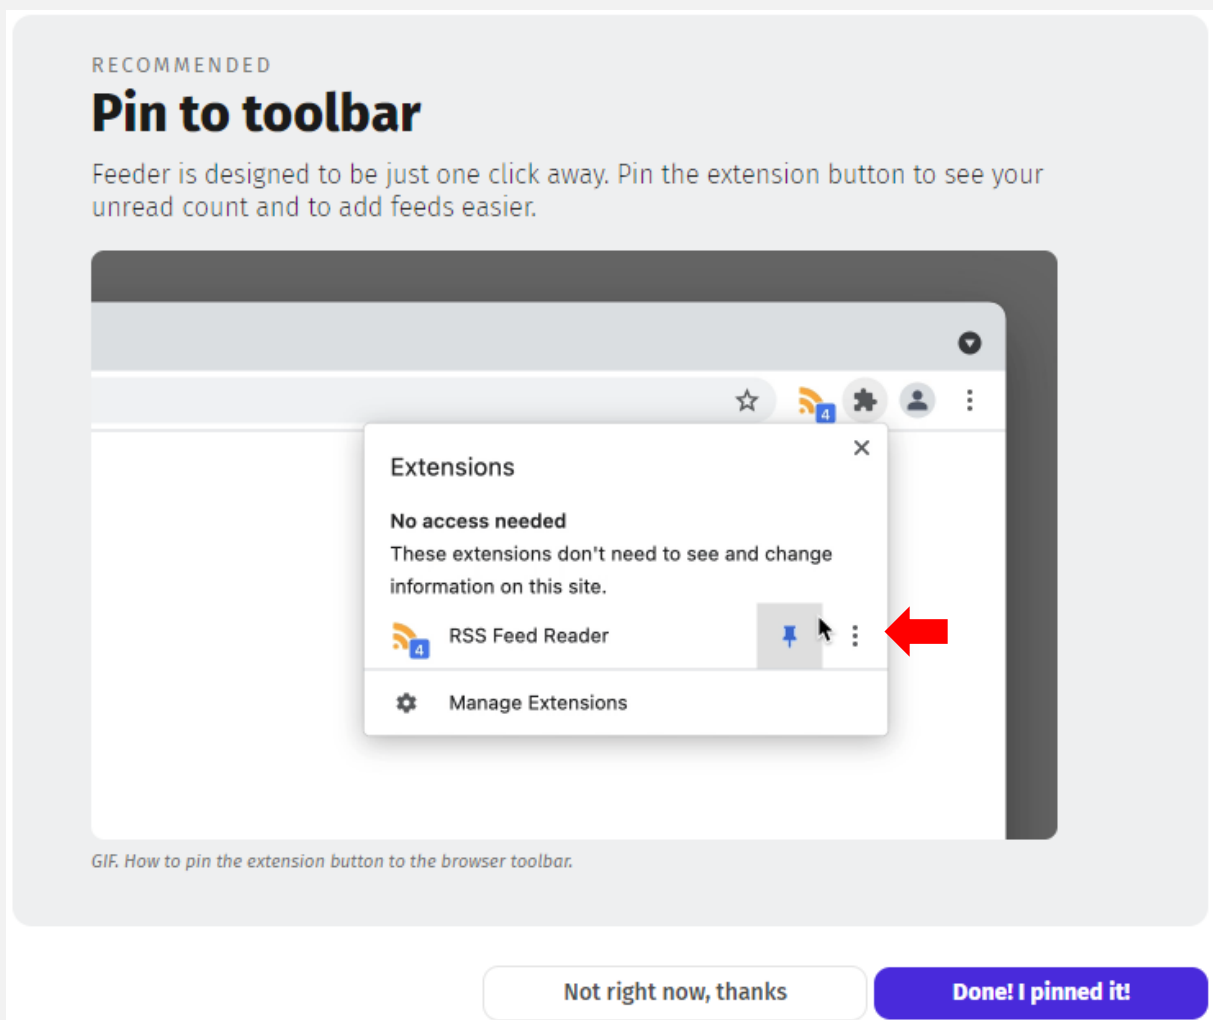 RECOMMENDED
Pin to toolbar
Feeder is designed to be just one click away. Pin the extension button to see your
unread count and to add feeds easier.
4
Extensions
No access needed
These extensions don't need to see and change
information on this site.
4
RSS Feed Reader
Manage Extensions
GIF. How to pin the extension button to the browser toolbar.
Not right now, thanks
Done! I pinned it!